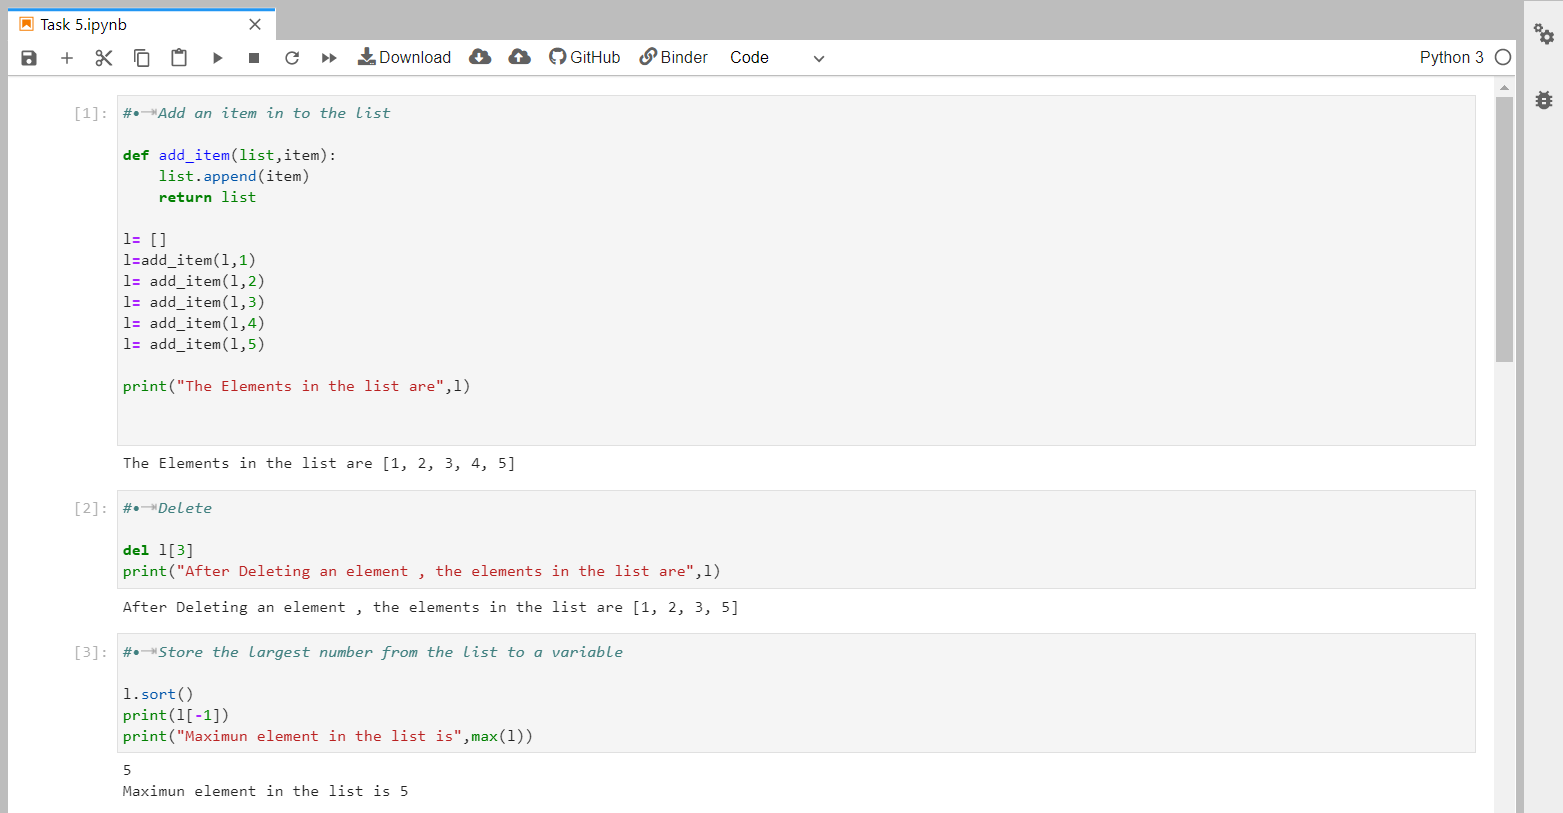 Task 5.ipynb
Download GitHub Binder Code Python 3
[1]: #•⇥Add an item in to the list
def add_item(list,item):
    list.append(item)
    return list
l= []
l=add_item(l,1)
l= add_item(l,2)
l= add_item(l,3)
l= add_item(l,4)
l= add_item(l,5)
print("The Elements in the list are",l)
The Elements in the list are [1, 2, 3, 4, 5]
[2]: #•⇥Delete
del l[3]
print("After Deleting an element , the elements in the list are",l)
After Deleting an element , the elements in the list are [1, 2, 3, 5]
[3]: #•⇥Store the largest number from the list to a variable
l.sort()
print(l[-1])
print("Maximun element in the list is",max(l))
5
Maximun element in the list is 5